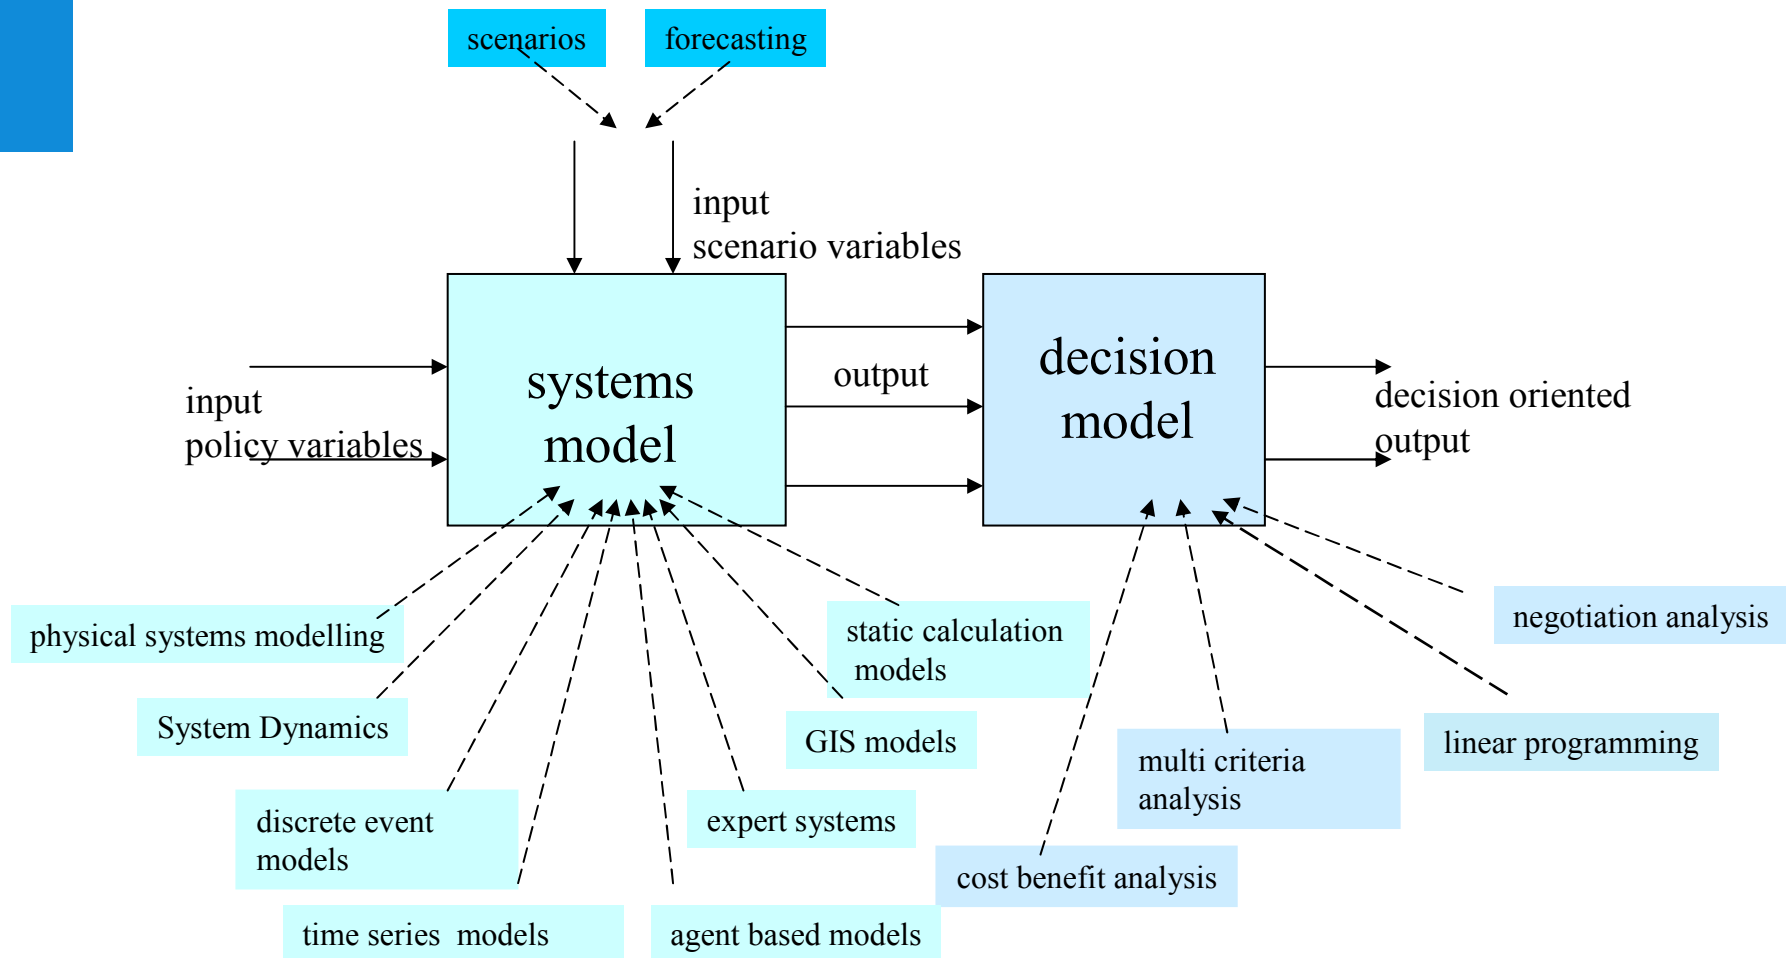 scenarios
forecasting
input
scenario variables
systems
model
output
decision
model
input
policy variables
decision oriented
output
physical systems modelling
static calculation
models
negotiation analysis
System Dynamics
GIS models
linear programming
multi criteria
analysis
discrete event
models
expert systems
cost benefit analysis
time series  models
agent based models